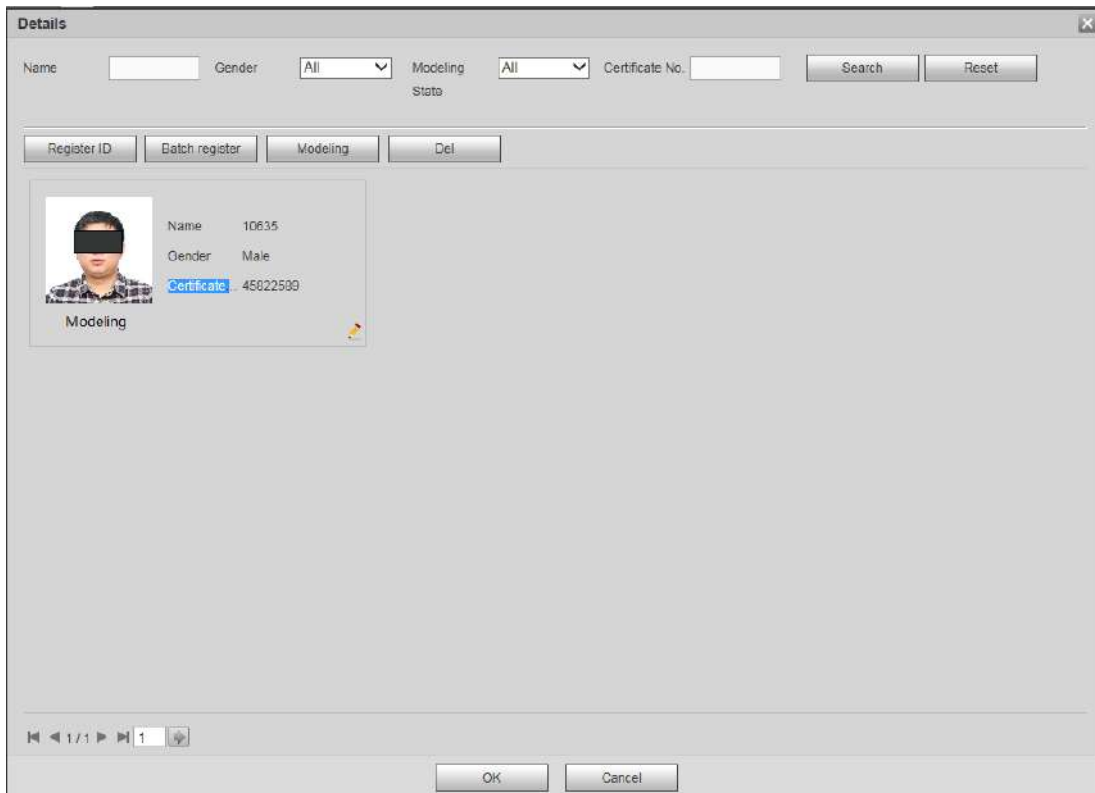 Details
Name Gender All Modeling State All Certificate No. Search Reset
Register ID Batch register Modeling Del
Name 10635
Gender Male
Certificate... 45822589
Modeling
1 / 1 1
OK Cancel